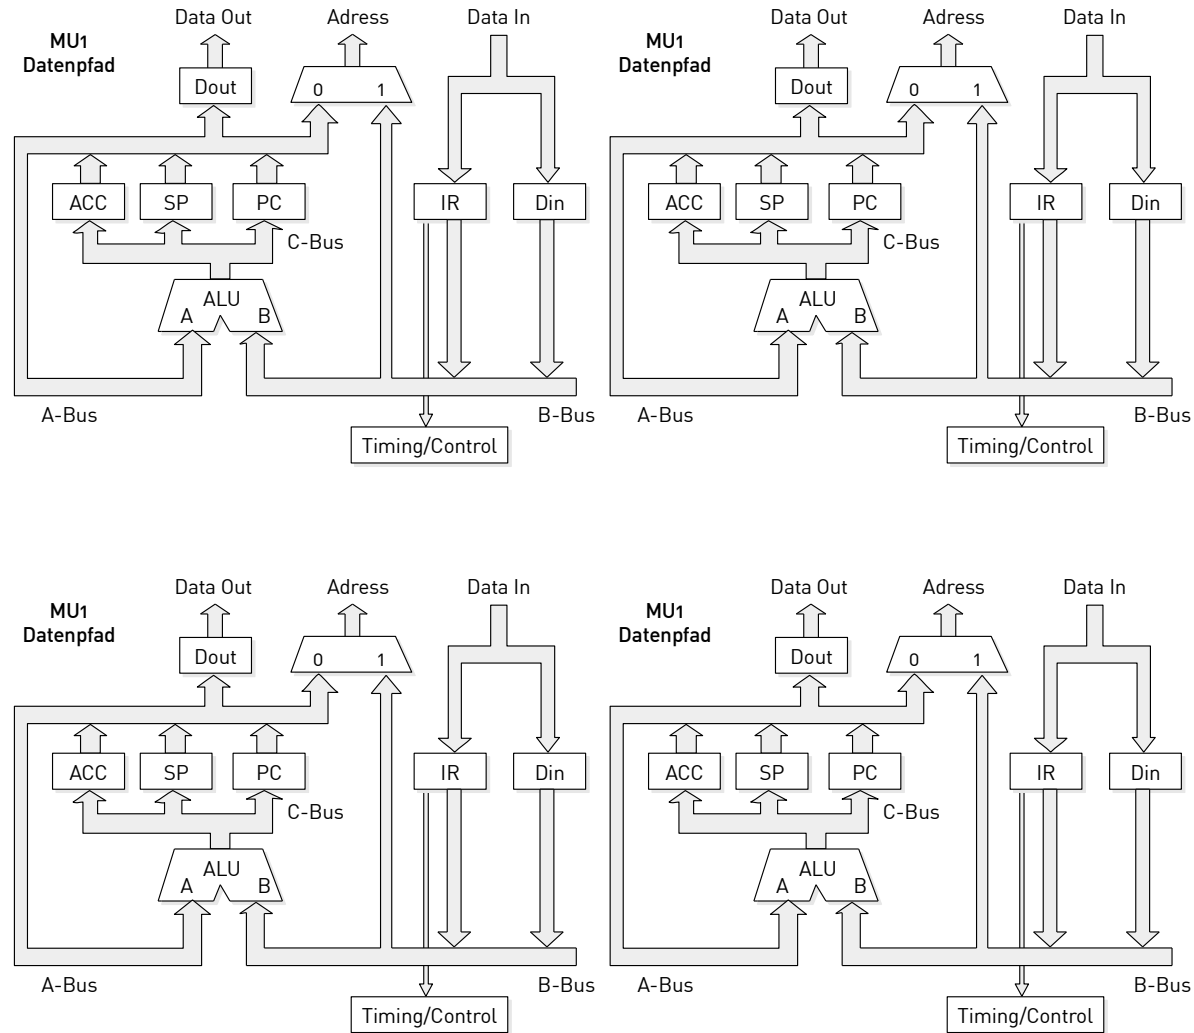 Data Out Adress Data In
MU1
Datenpfad
Dout
0 1
ACC SP PC IR Din
C-Bus
ALU
A B
A-Bus B-Bus
Timing/Control
Data Out Adress Data In
MU1
Datenpfad
Dout
0 1
ACC SP PC IR Din
C-Bus
ALU
A B
A-Bus B-Bus
Timing/Control
Data Out Adress Data In
MU1
Datenpfad
Dout
0 1
ACC SP PC IR Din
C-Bus
ALU
A B
A-Bus B-Bus
Timing/Control
Data Out Adress Data In
MU1
Datenpfad
Dout
0 1
ACC SP PC IR Din
C-Bus
ALU
A B
A-Bus B-Bus
Timing/Control